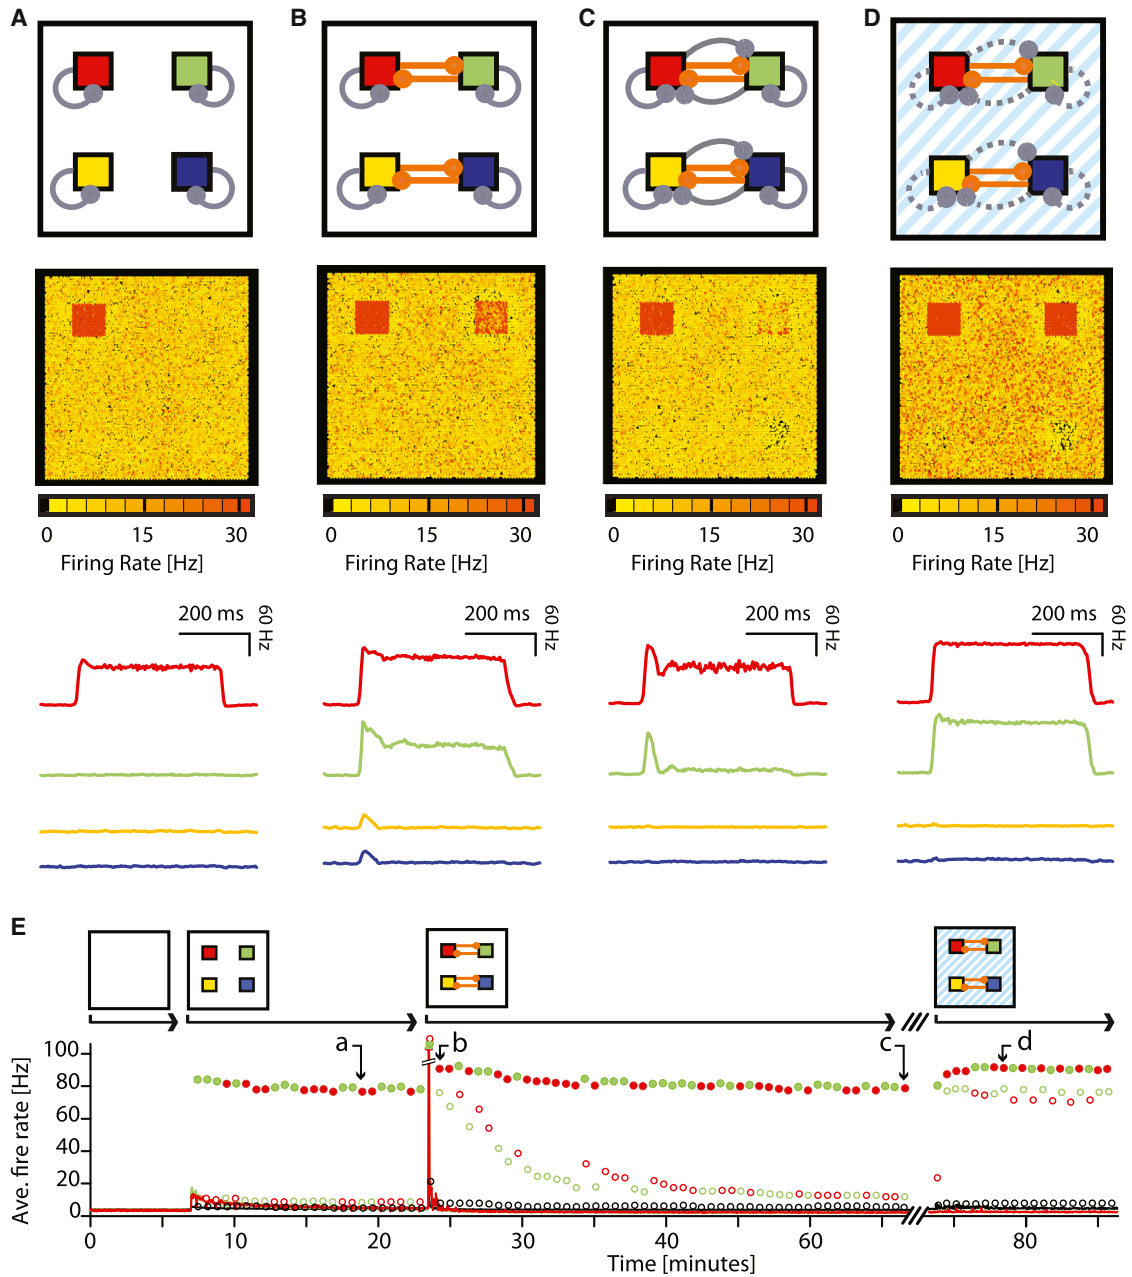 A B C D
0 15 30 0 15 30 0 15 30 0 15 30
Firing Rate [Hz] Firing Rate [Hz] Firing Rate [Hz] Firing Rate [Hz]
200 ms 60 Hz 200 ms 60 Hz 200 ms 60 Hz 200 ms 60 Hz
E
a b c d
100
80
60
40
20
0
Ave. fire rate [Hz]
0 10 20 30 40 50 60 80
Time [minutes]